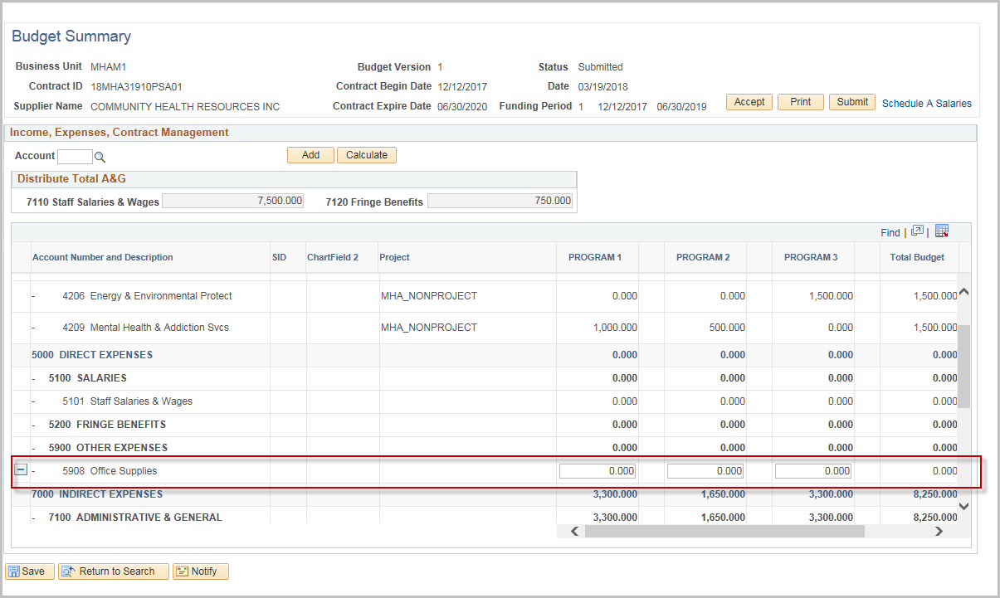 Budget Summary
Business Unit MHAM1 Budget Version 1 Status Submitted
Contract ID 18MHA31910PSA01 Contract Begin Date 12/12/2017 Date 03/19/2018
Supplier Name COMMUNITY HEALTH RESOURCES INC Contract Expire Date 06/30/2020 Funding Period 1 12/12/2017 06/30/2019 Accept Print Submit Schedule A Salaries
Income, Expenses, Contract Management
Account Add Calculate
Distribute Total A&G
7110 Staff Salaries & Wages 7,500.000 7120 Fringe Benefits 750.000
Find | |
Account Number and Description SID ChartField 2 Project PROGRAM 1 PROGRAM 2 PROGRAM 3 Total Budget
- 4206 Energy & Environmental Protect MHA_NONPROJECT 0.000 0.000 1,500.000 1,500.000
- 4209 Mental Health & Addiction Svcs MHA_NONPROJECT 1,000.000 500.000 0.000 1,500.000
5000 DIRECT EXPENSES 0.000 0.000 0.000 0.000
- 5100 SALARIES 0.000 0.000 0.000 0.000
- 5101 Staff Salaries & Wages 0.000 0.000 0.000 0.000
- 5200 FRINGE BENEFITS 0.000 0.000 0.000 0.000
- 5900 OTHER EXPENSES 0.000 0.000 0.000 0.000
- 5908 Office Supplies 0.000 0.000 0.000 0.000
7000 INDIRECT EXPENSES 3,300.000 1,650.000 3,300.000 8,250.000
- 7100 ADMINISTRATIVE & GENERAL 3,300.000 1,650.000 3,300.000 8,250.000
Save Return to Search Notify